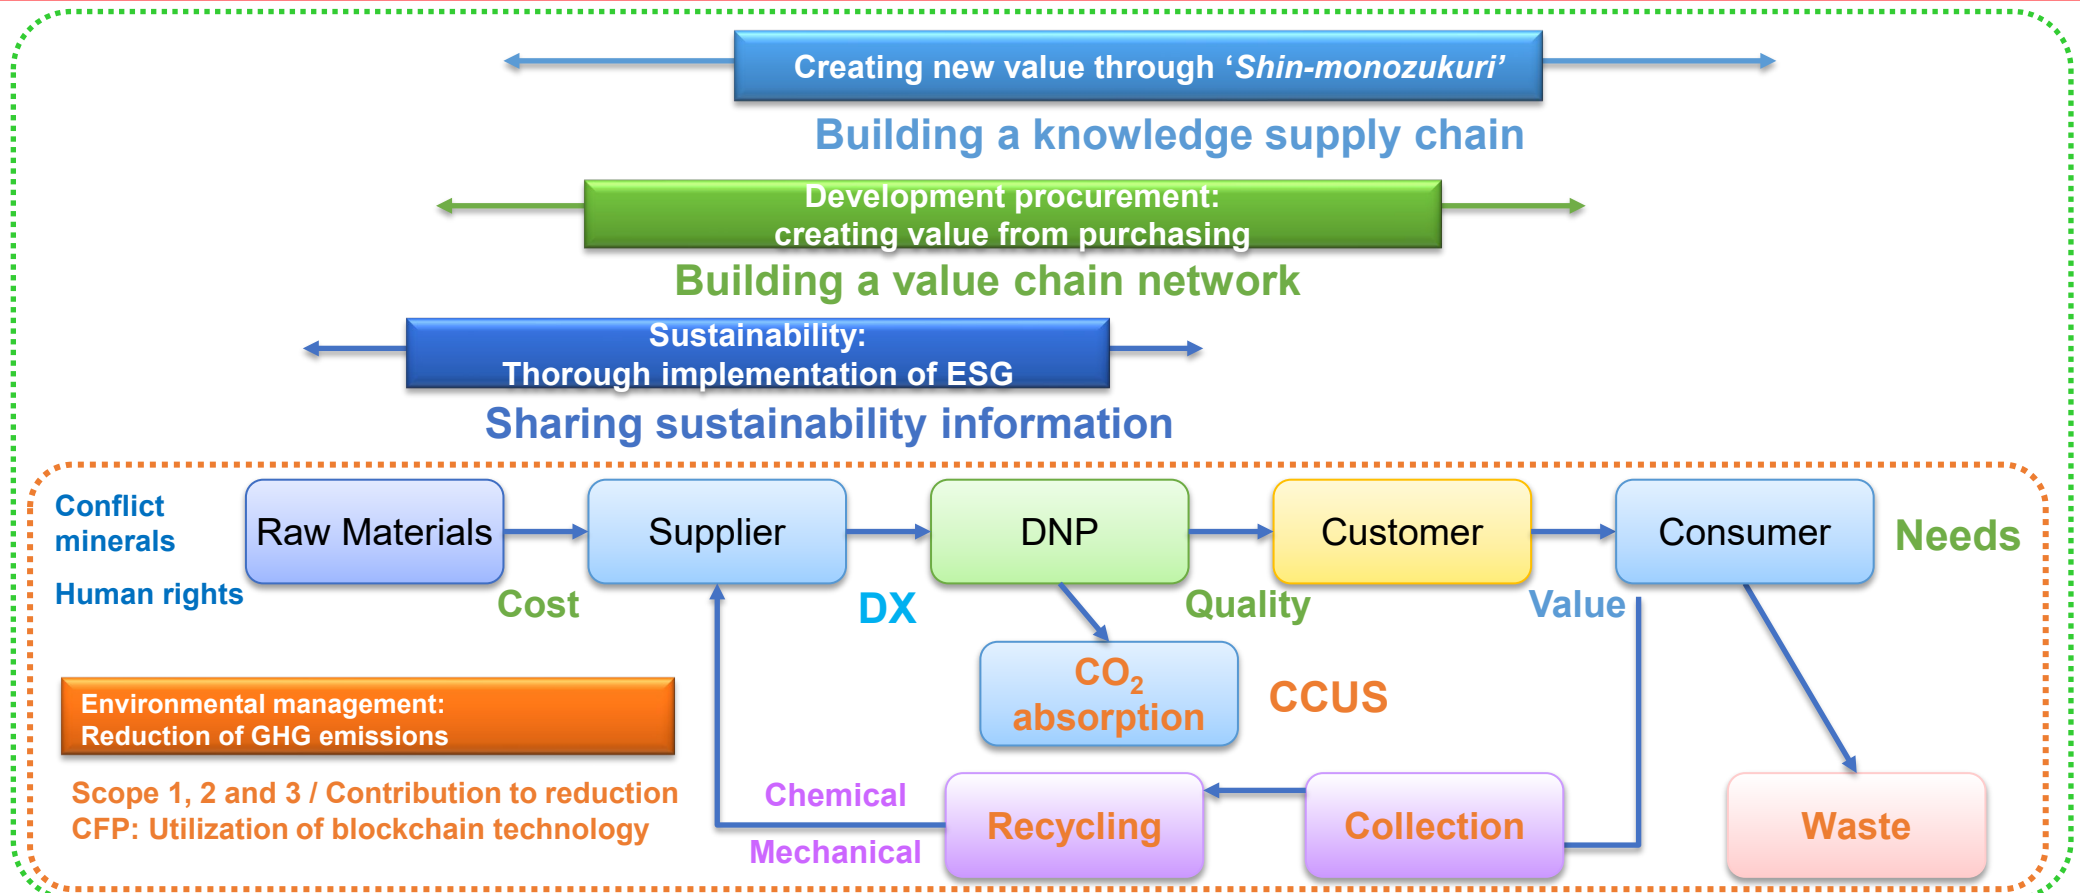 Creating new value through ‘Shin-monozukuri’
Building a knowledge supply chain
Development procurement:
creating value from purchasing
Building a value chain network
Sustainability:
Thorough implementation of ESG
Sharing sustainability information
Conflict
minerals
Human rights
Raw Materials
Supplier
DNP
Customer
Consumer
Needs
Cost
DX
Quality
Value
CO₂
absorption
CCUS
Environmental management:
Reduction of GHG emissions
Scope 1, 2 and 3 / Contribution to reduction
CFP: Utilization of blockchain technology
Chemical
Mechanical
Recycling
Collection
Waste